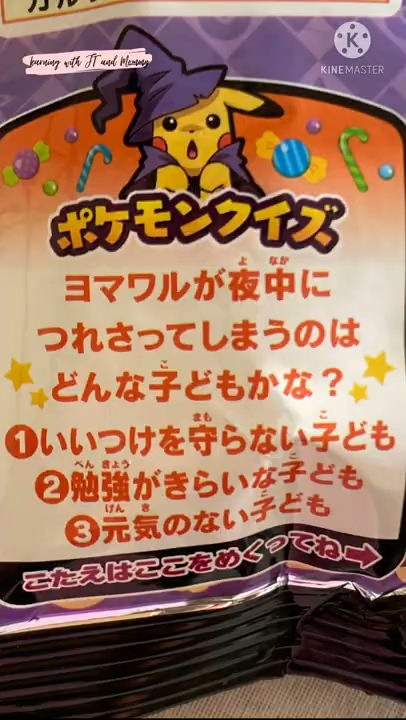 Learning with JT and Mommy
KINEMASTER
ポケモンクイズ
ヨマワルが夜中に
つれさってしまうのは
どんな子どもかな?
①いいつけを守らない子ども
②勉強がきらいな子ども
③元気のない子ども
こたえはここをめくってね